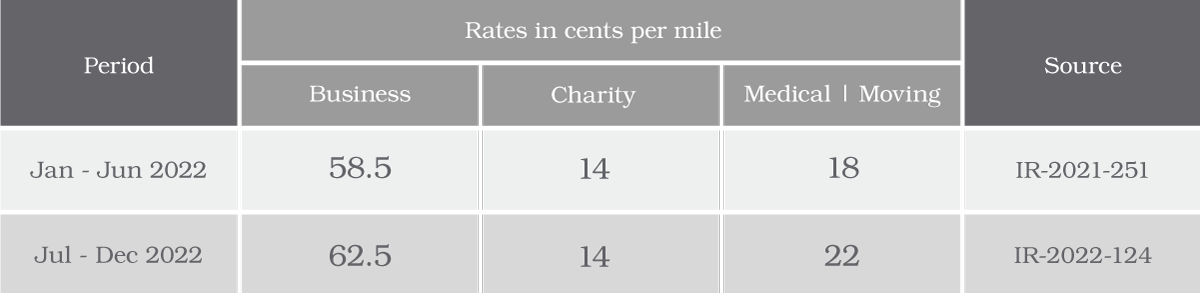 Rates in cents per mile
Period
Source
Business Charity Medical | Moving
Jan - Jun 2022 58.5 14 18 IR-2021-251
Jul - Dec 2022 62.5 14 22 IR-2022-124